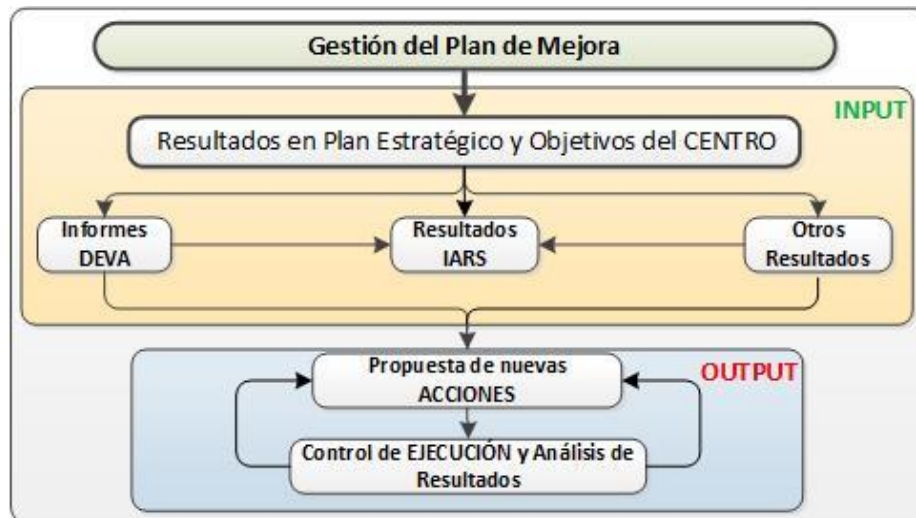 Gestión del Plan de Mejora
INPUT
Resultados en Plan Estratégico y Objetivos del CENTRO
Informes
DEVA
Resultados
IARS
Otros
Resultados
Propuesta de nuevas
ACCIONES
OUTPUT
Control de EJECUCIÓN y Análisis de
Resultados